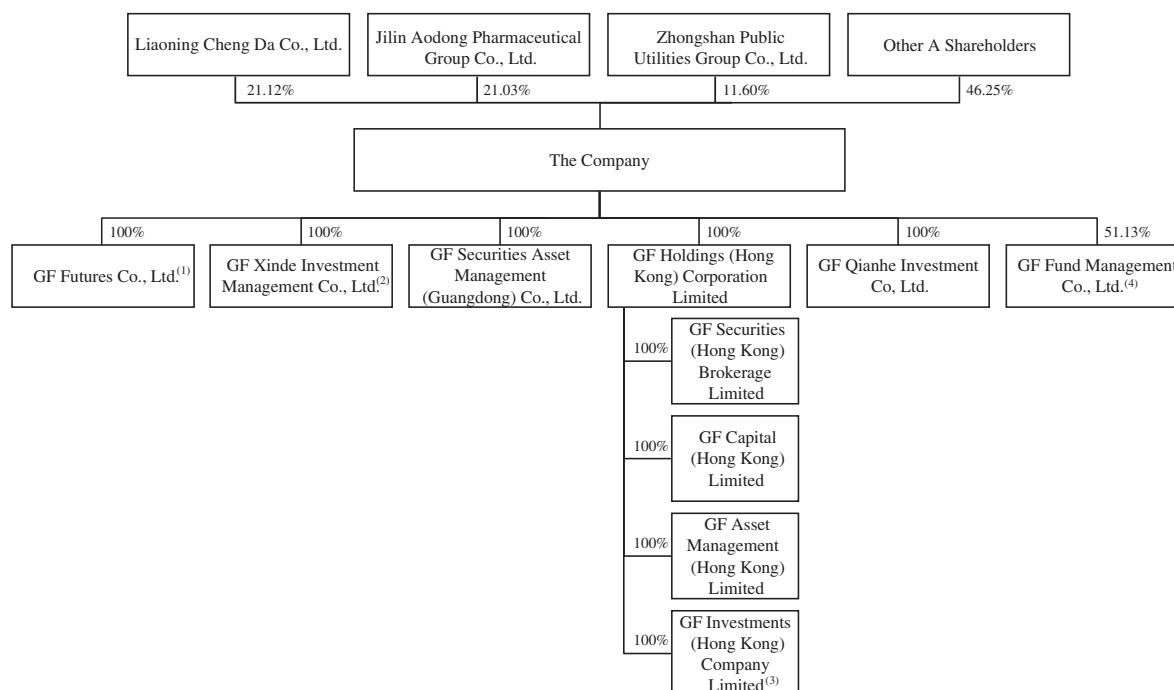 Liaoning Cheng Da Co., Ltd.
Jilin Aodong Pharmaceutical
Group Co., Ltd.
Zhongshan Public
Utilities Group Co., Ltd.
Other A Shareholders
21.12%
21.03%
11.60%
46.25%
The Company
100%
100%
100%
100%
100%
51.13%
GF Futures Co., Ltd.(1)
GF Xinde Investment
Management Co., Ltd(2)
GF Securities Asset
Management
(Guangdong) Co., Ltd.
GF Holdings (Hong
Kong) Corporation
Limited
GF Qianhe Investment
Co, Ltd.
GF Fund Management
Co., Ltd.(4)
100%
GF Securities
(Hong Kong)
Brokerage
Limited
100%
GF Capital
(Hong Kong)
Limited
100%
GF Asset
Management
(Hong Kong)
Limited
100%
GF Investments
(Hong Kong)
Company
Limited(3)